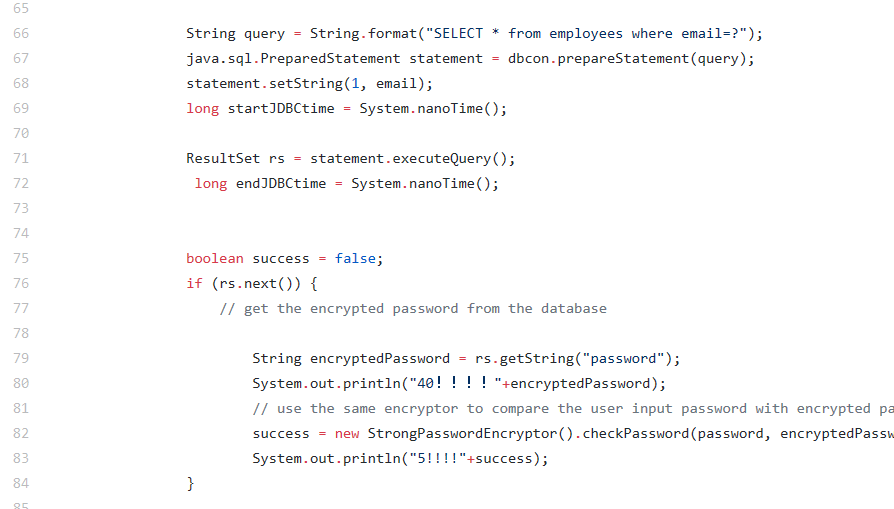 65
66 String query = String.format("SELECT * from employees where email=?");
67 java.sql.PreparedStatement statement = dbcon.prepareStatement(query);
68 statement.setString(1, email);
69 long startJDBCtime = System.nanoTime();
70
71 ResultSet rs = statement.executeQuery();
72 long endJDBCtime = System.nanoTime();
73
74
75 boolean success = false;
76 if (rs.next()) {
77 // get the encrypted password from the database
78
79 String encryptedPassword = rs.getString("password");
80 System.out.println("40！！！！"+encryptedPassword);
81 // use the same encryptor to compare the user input password with encrypted pa
82 success = new StrongPasswordEncryptor().checkPassword(password, encryptedPassw
83 System.out.println("5!!!!"+success);
84 }
85